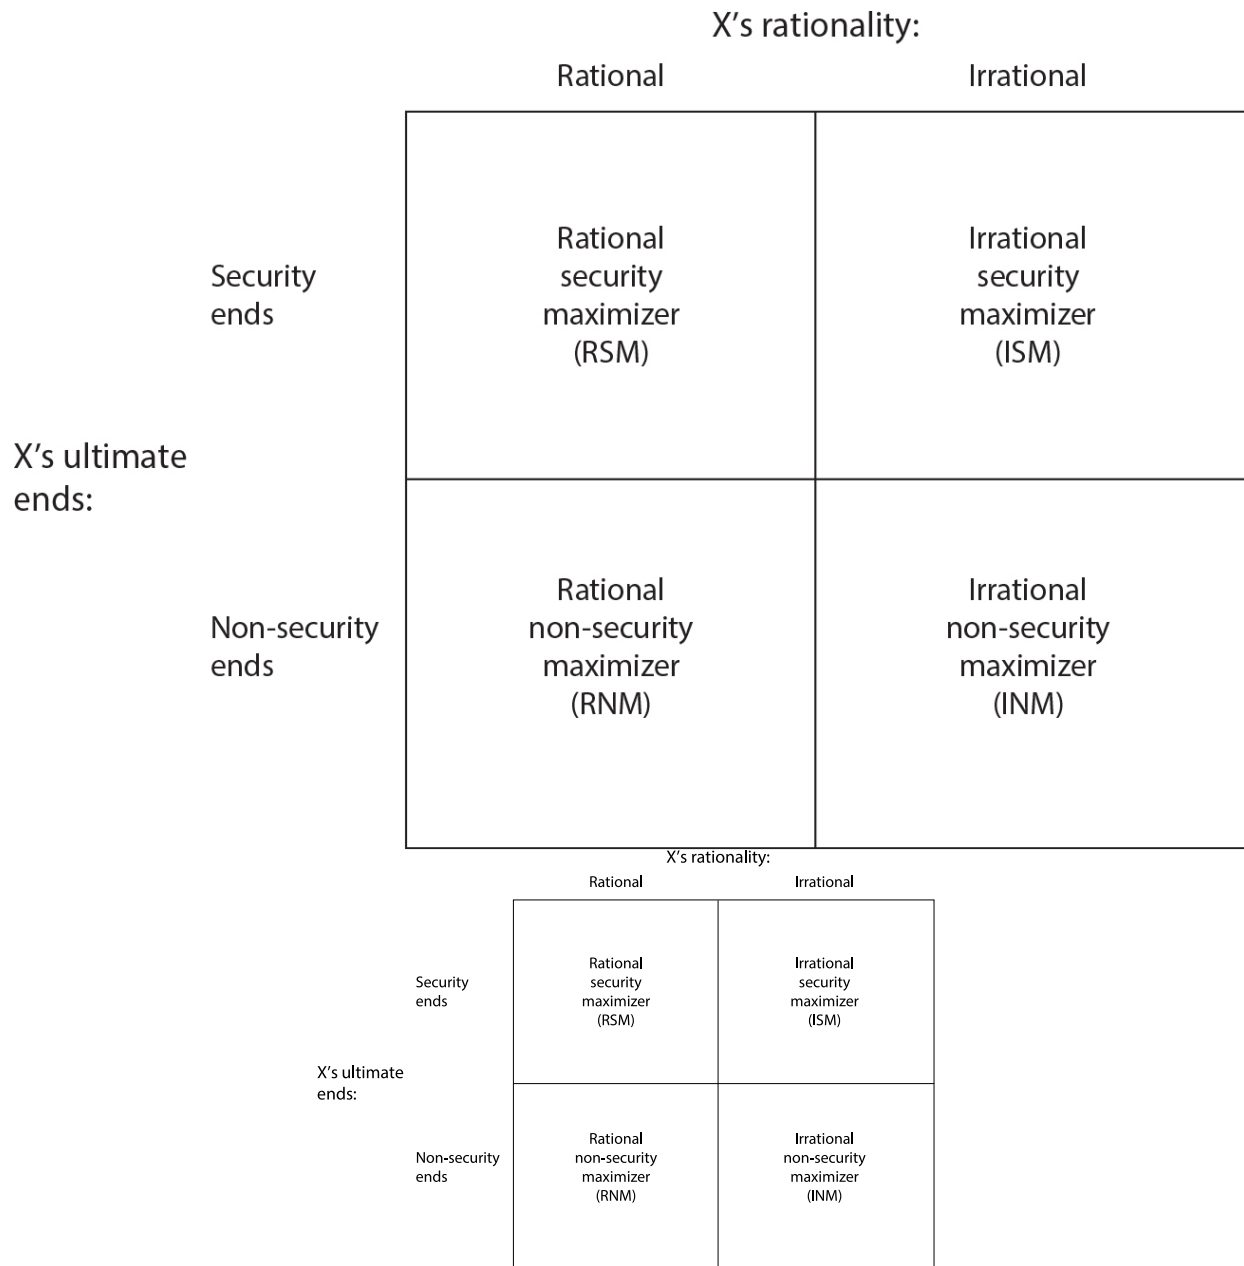 X's rationality:
Rational Irrational
Security
ends
Rational
security
maximizer
(RSM)
Irrational
security
maximizer
(ISM)
X's ultimate
ends:
Non-security
ends
Rational
non-security
maximizer
(RNM)
Irrational
non-security
maximizer
(INM)
X's rationality:
Rational Irrational
Security
ends
Rational
security
maximizer
(RSM)
Irrational
security
maximizer
(ISM)
X's ultimate
ends:
Non-security
ends
Rational
non-security
maximizer
(RNM)
Irrational
non-security
maximizer
(INM)